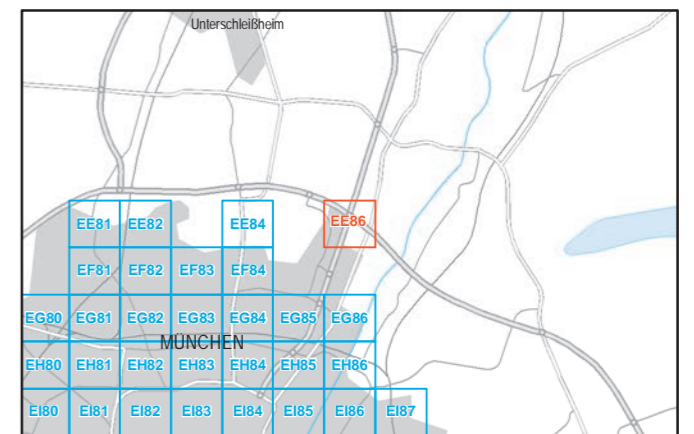 Unterschleißheim
EE81 EE82 EE84 EE86
EF81 EF82 EF83 EF84
EG80 EG81 EG82 EG83 EG84 EG85 EG86
MÜNCHEN
EH80 EH81 EH82 EH83 EH84 EH85 EH86
EI80 EI81 EI82 EI83 EI84 EI85 EI86 EI87